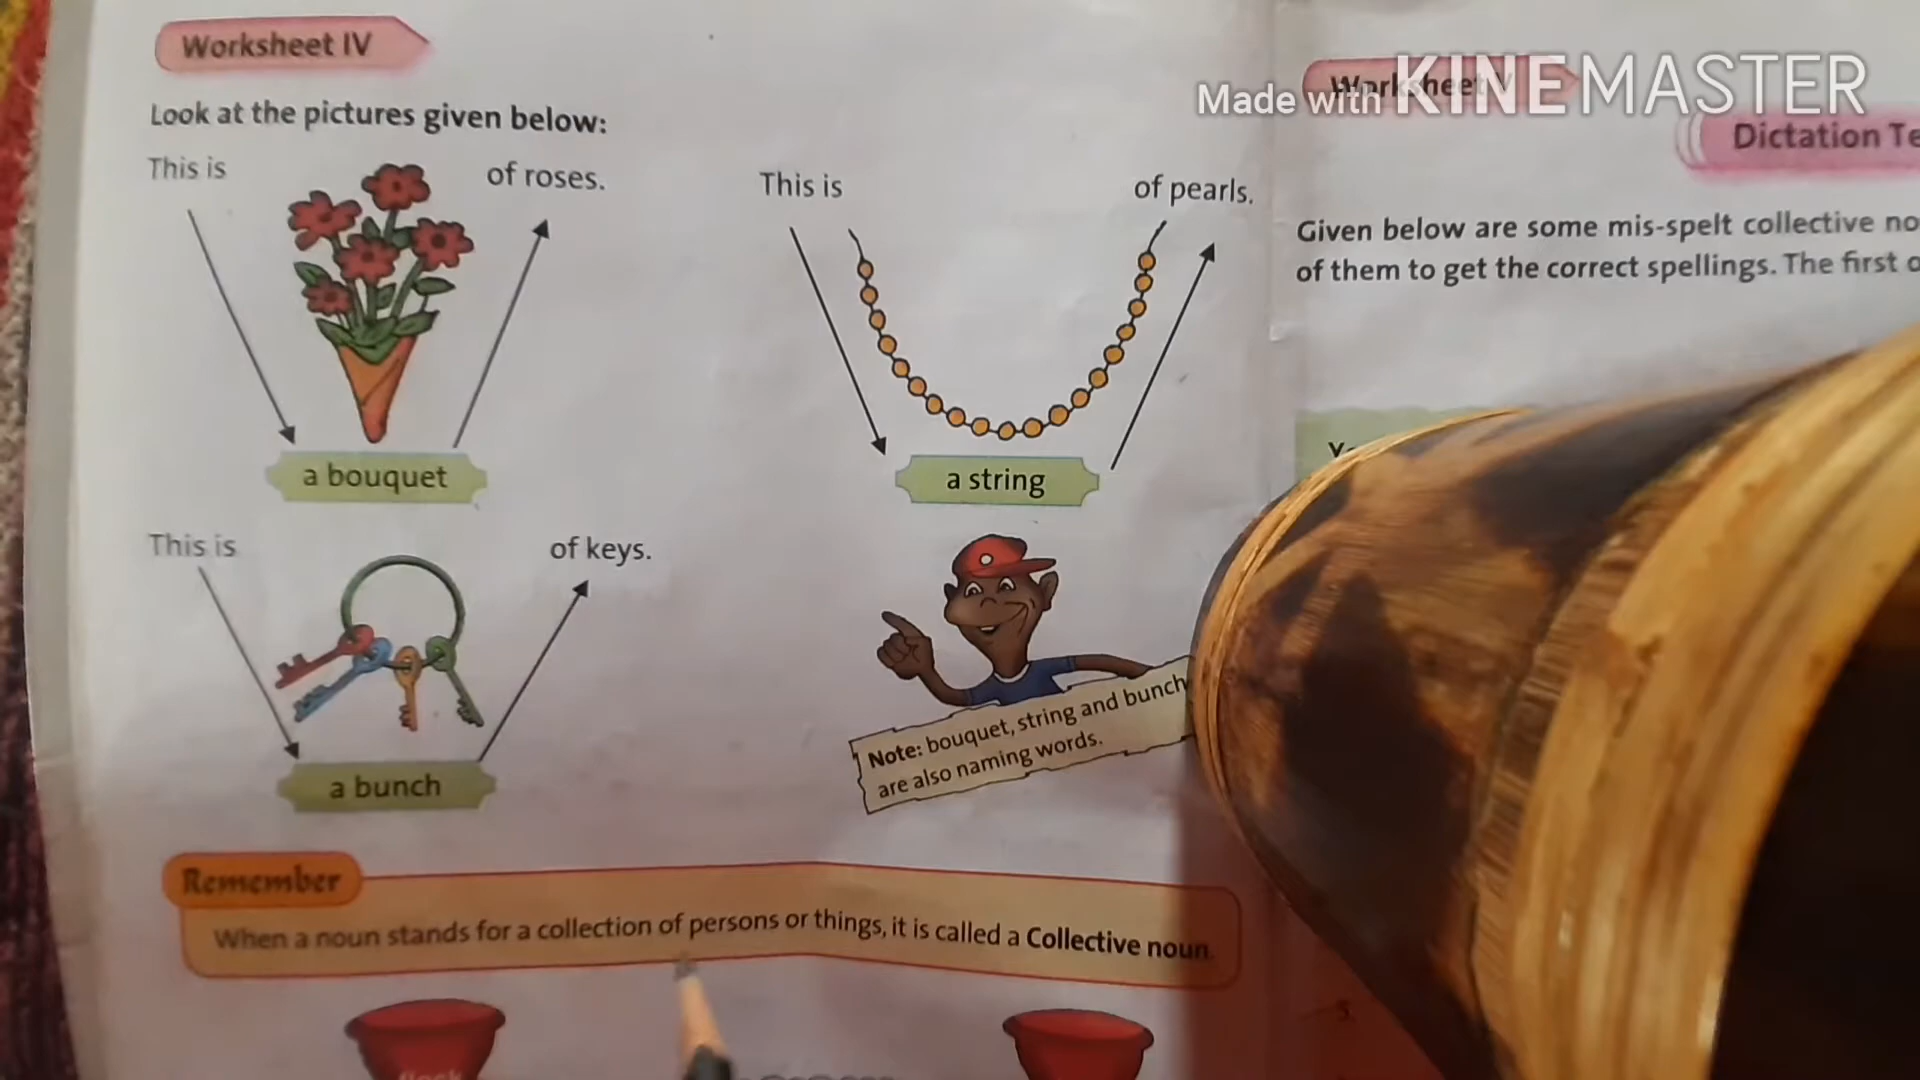 Worksheet IV
Look at the pictures given below:
This is
of roses.
a bouquet
This is
of pearls.
a string
This is
of keys.
a bunch
Note: bouquet, string and bunch
are also naming words.
Remember
When a noun stands for a collection of persons or things, it is called a Collective noun.
Made with KINEMASTER
Worksheet V
Dictation Te
Given below are some mis-spelt collective no
of them to get the correct spellings. The first o
5.